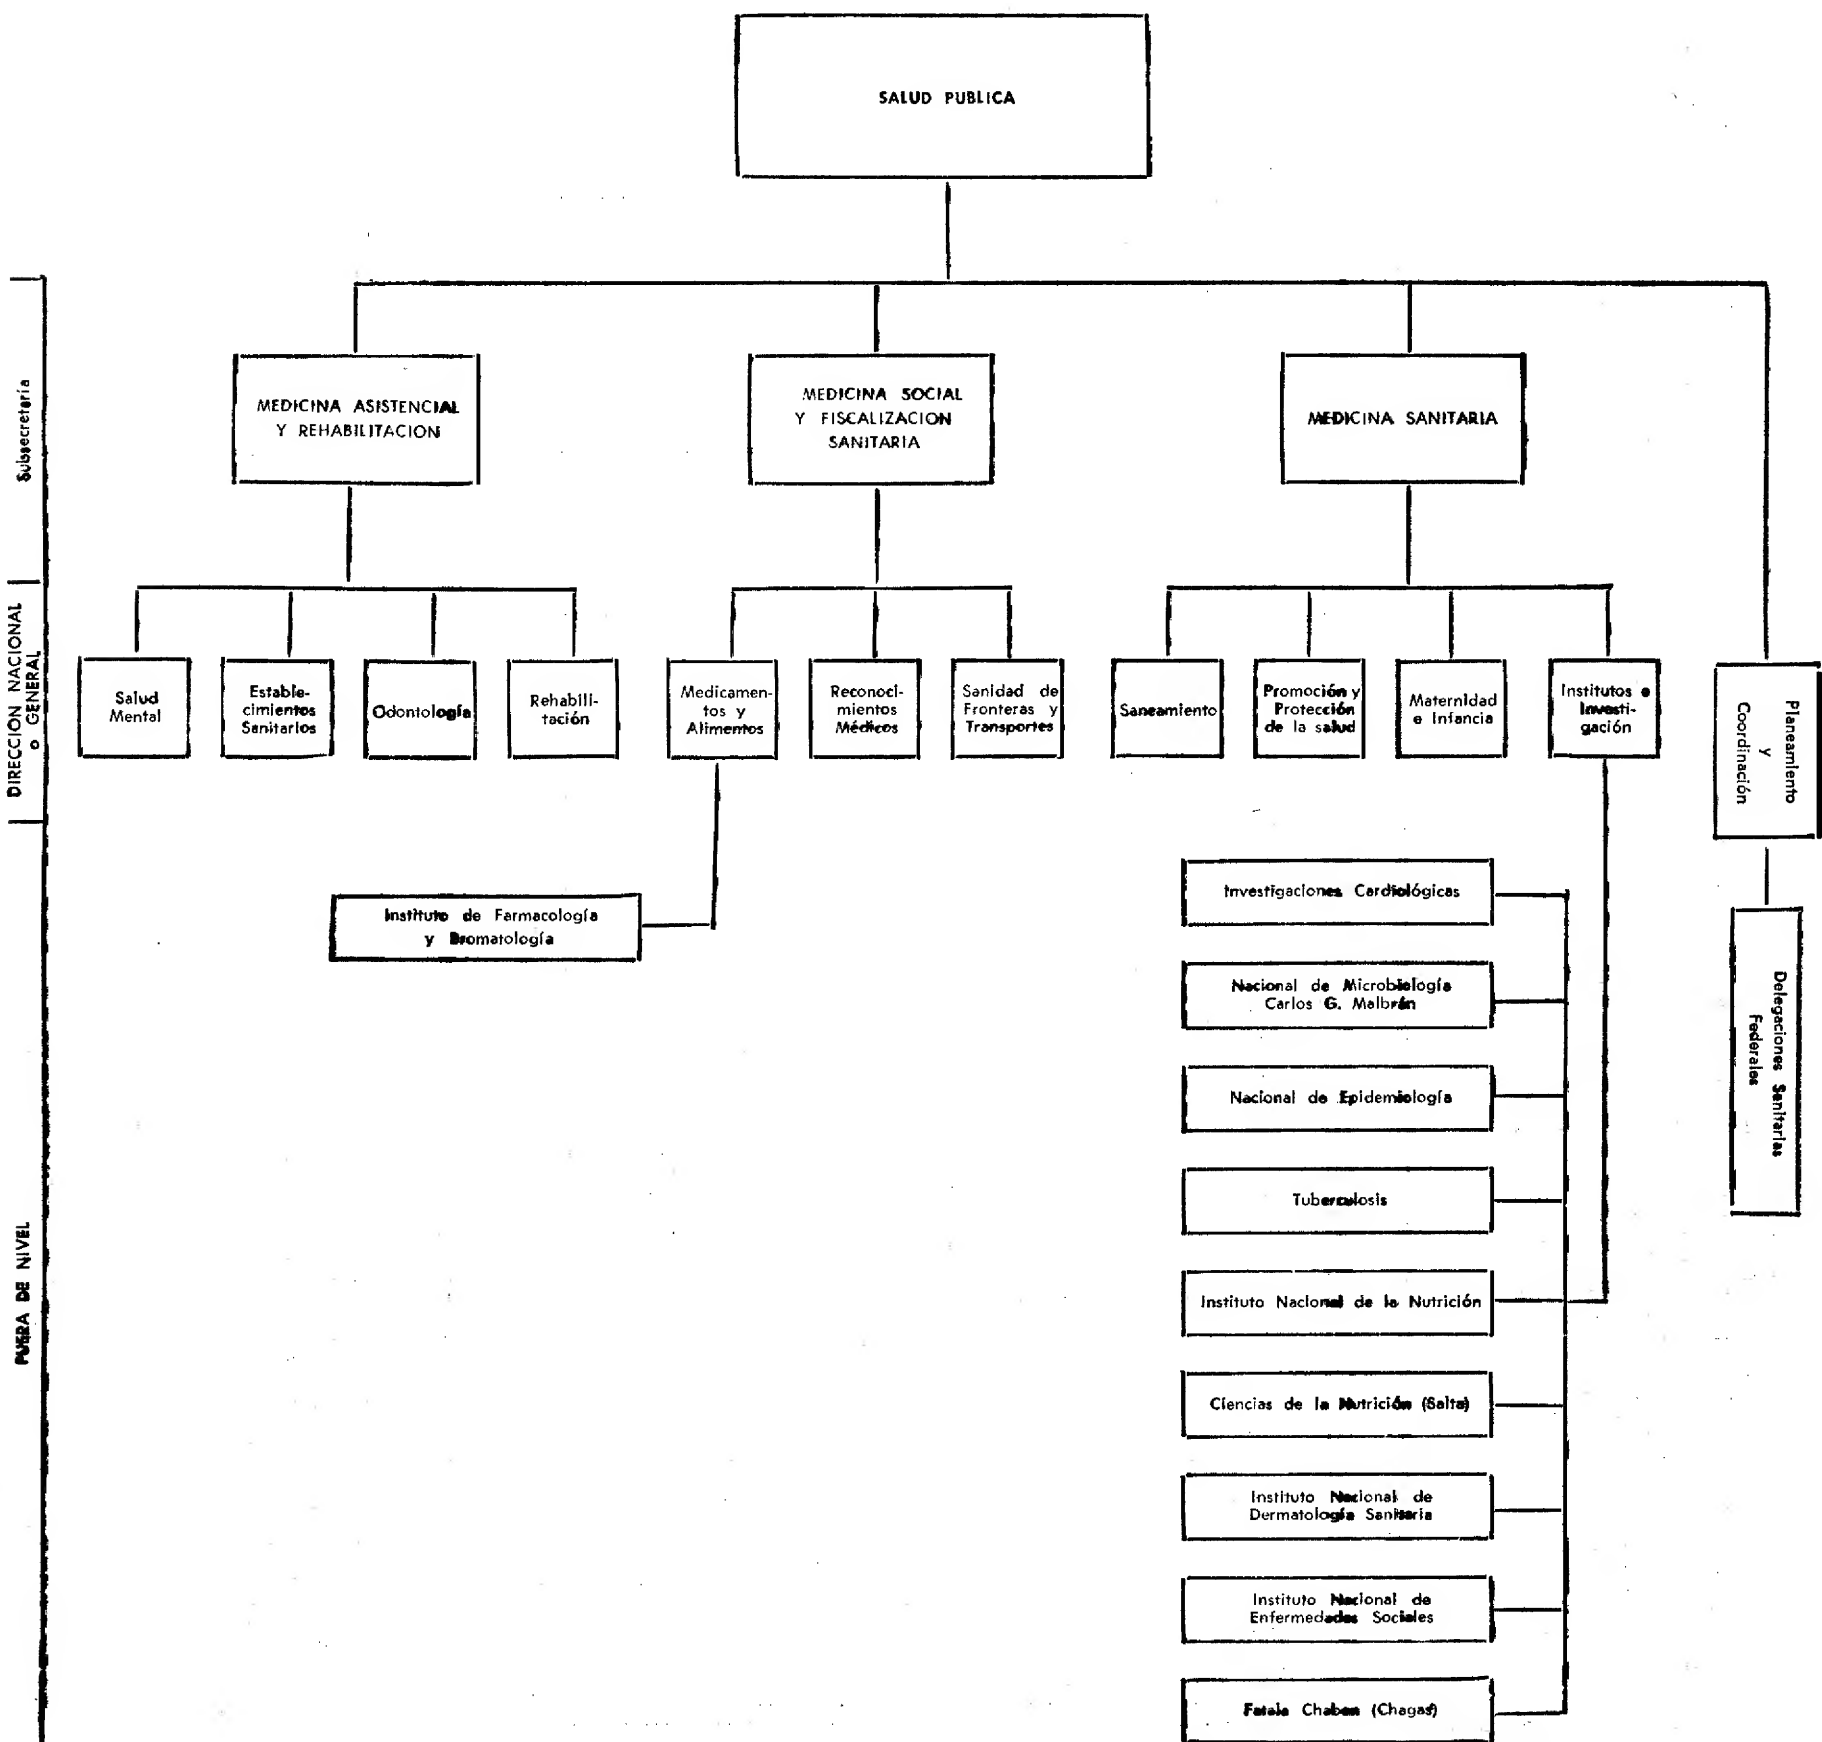 SALUD PUBLICA
Subsecretaría
MEDICINA ASISTENCIAL
Y REHABILITACION
MEDICINA SOCIAL
Y FISCALIZACION
SANITARIA
MEDICINA SANITARIA
DIRECCION NACIONAL
o GENERAL
Salud
Mental
Estable-
cimientos
Sanitarios
Odontología
Rehabili-
tación
Medicamen-
tos y
Alimentos
Reconoci-
mientos
Médicos
Sanidad de
Fronteras y
Transportes
Saneamiento
Promoción y
Protección
de la salud
Maternidad
e Infancia
Institutos e
Investi-
gación
Planeamiento
y
Coordinación
Delegaciones Sanitarias
Federales
Instituto de Farmacología
y Bromatología
DE NIVEL
Investigaciones Cardiológicas
Nacional de Microbiología
Carlos G. Malbrán
Nacional de Epidemiología
Tuberculosis
Instituto Nacional de la Nutrición
Ciencias de la Nutrición (Salta)
Instituto Nacional de
Dermatología Sanitaria
Instituto Nacional de
Enfermedades Sociales
Fatala Chaben (Chagas)